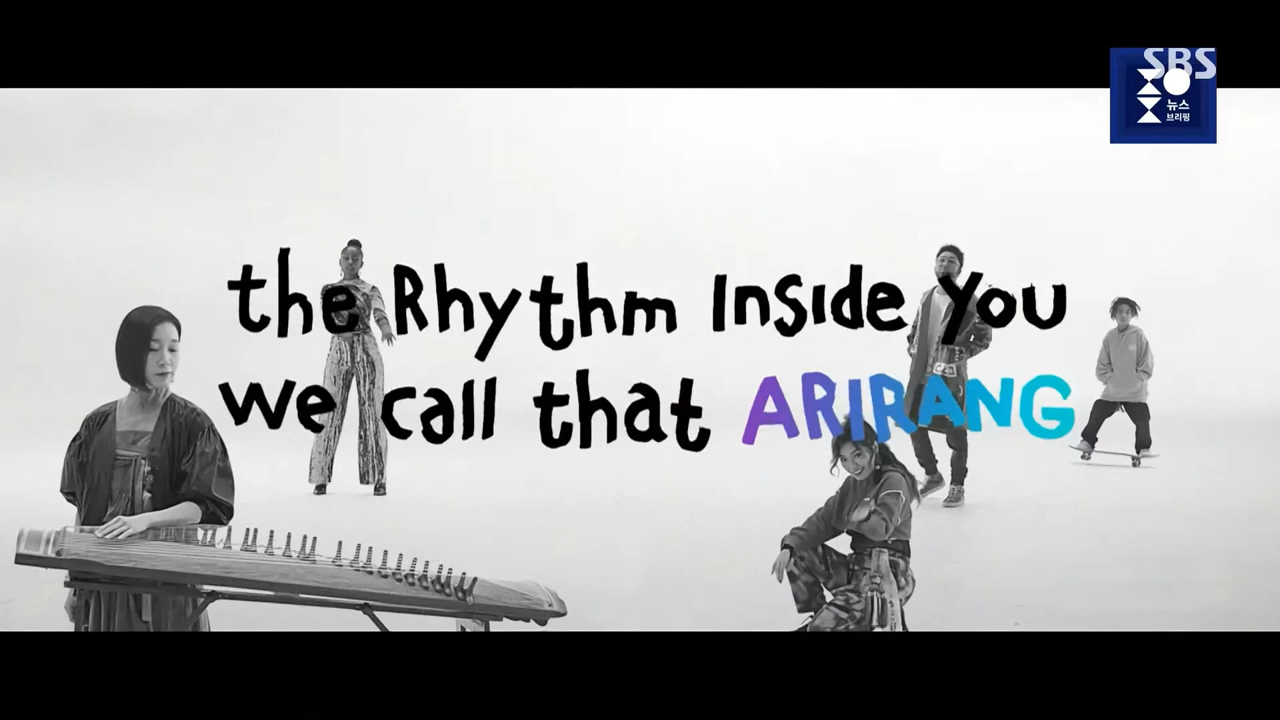 SBS
뉴스
브리핑
the Rhythm Inside you
we call that ARIRANG